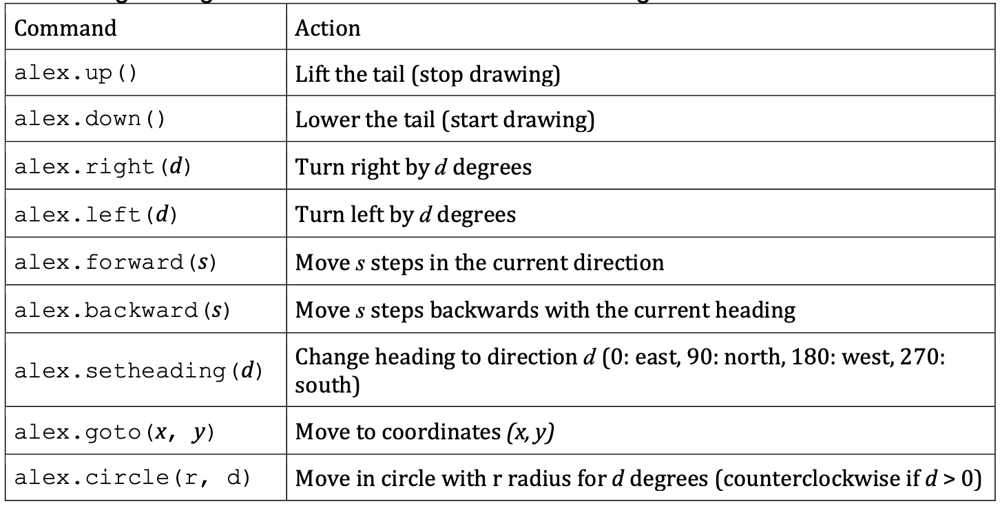 Command Action
alex.up() Lift the tail (stop drawing)
alex.down() Lower the tail (start drawing)
alex.right(d) Turn right by d degrees
alex.left(d) Turn left by d degrees
alex.forward(s) Move s steps in the current direction
alex.backward(s) Move s steps backwards with the current heading
alex.setheading(d) Change heading to direction d (0: east, 90: north, 180: west, 270:
south)
alex.goto(x, y) Move to coordinates (x, y)
alex.circle(r, d) Move in circle with r radius for d degrees (counterclockwise if d > 0)